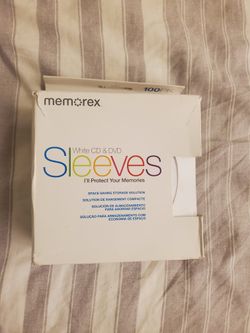 100
memorex
White CD & DVD
Sleeves
I'll Protect Your Memories
SPACE-SAVING STORAGE SOLUTION
SOLUTION DE RANGEMENT COMPACTE
SOLUCIÓN DE ALMACENAMIENTO
PARA AHORRAR ESPACIO
SOLUÇÃO PARA ARMAZENAMENTO COM
ECONOMIA DE ESPAÇO